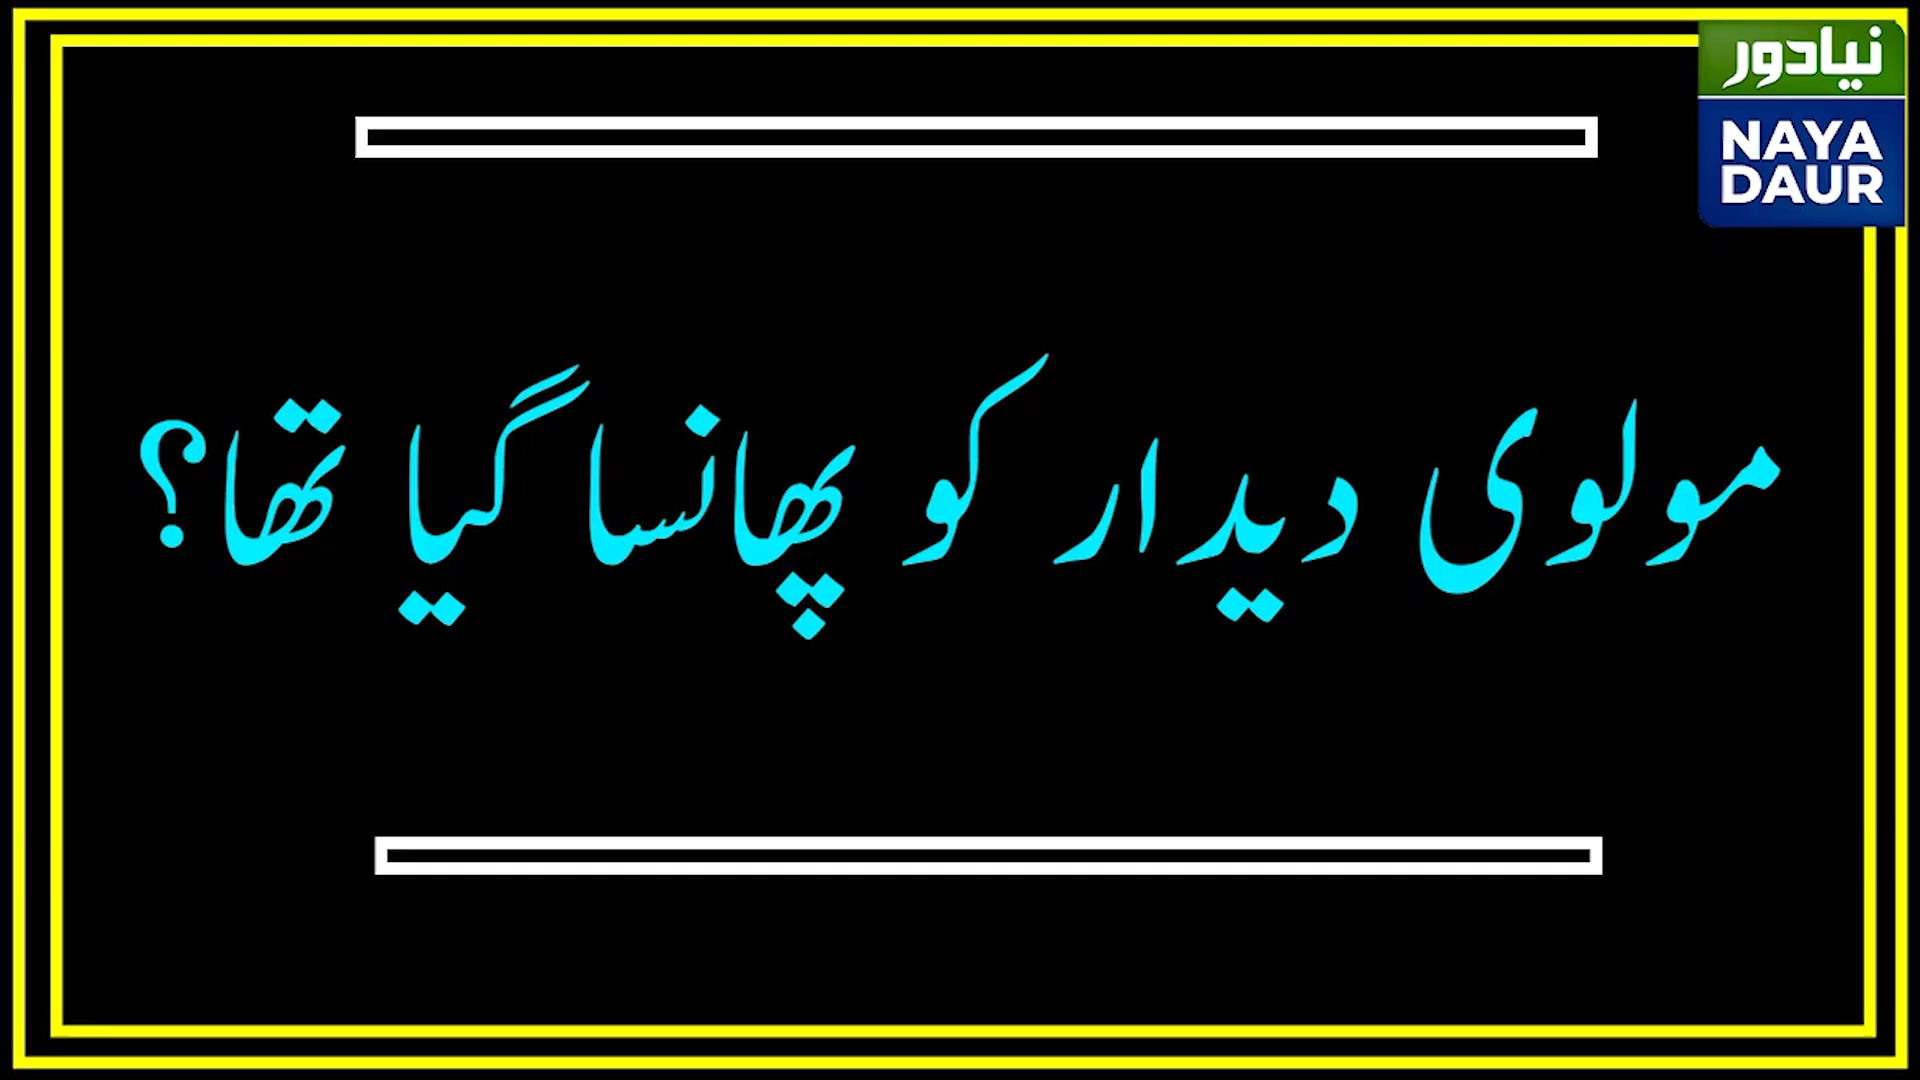 نیادور
NAYA
DAUR
مولوی دیدار کو پھانسا گیا تھا؟